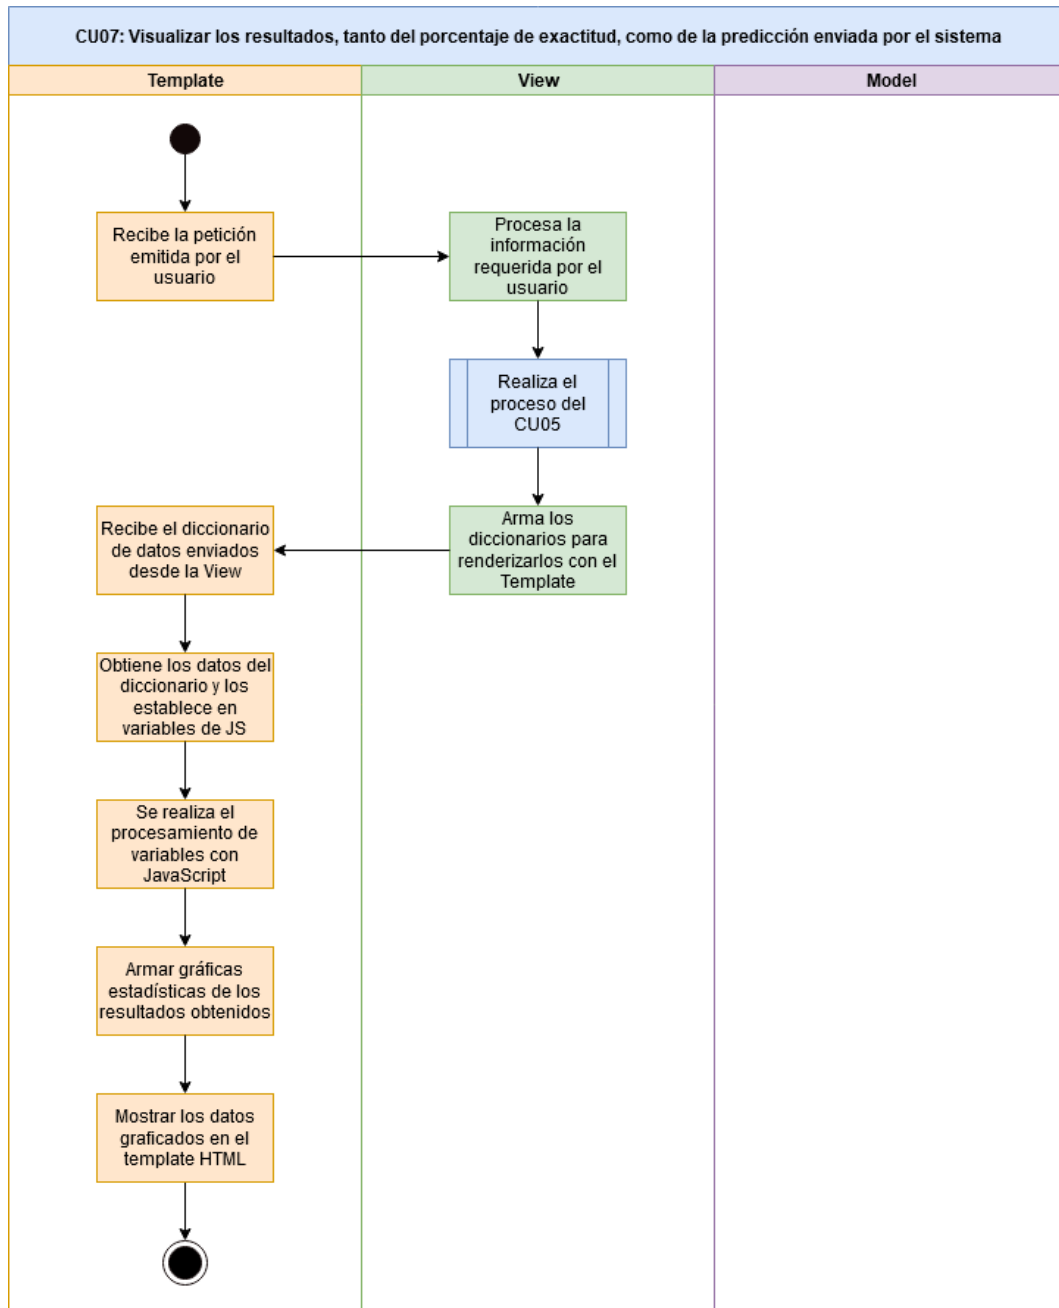 CU07: Visualizar los resultados, tanto del porcentaje de exactitud, como de la predicción enviada por el sistema
Template
View
Model
Recibe la petición
emitida por el
usuario
Procesa la
información
requerida por el
usuario
Realiza el
proceso del
CU05
Arma los
diccionarios para
renderizarlos con el
Template
Recibe el diccionario
de datos enviados
desde la View
Obtiene los datos del
diccionario y los
establece en
variables de JS
Se realiza el
procesamiento de
variables con
JavaScript
Armar gráficas
estadísticas de los
resultados obtenidos
Mostrar los datos
graficados en el
template HTML